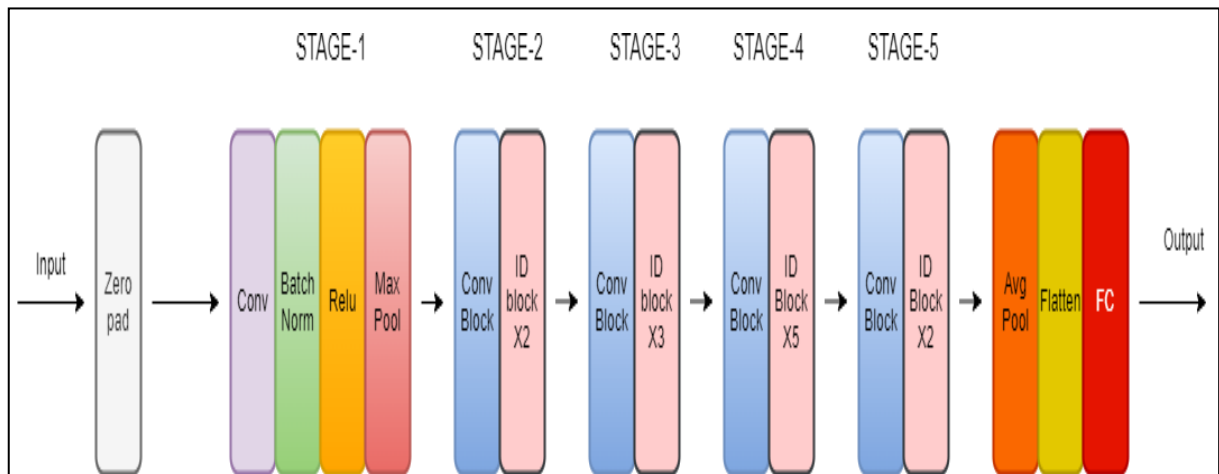 STAGE-1
STAGE-2
STAGE-3
STAGE-4
STAGE-5
Input
Zero
pad
Conv
Batch
Norm
Relu
Max
Pool
Conv
Block
ID
block
X2
Conv
Block
ID
block
X3
Conv
Block
ID
Block
X5
Conv
Block
ID
Block
X2
Avg
Pool
Flatten
FC
Output